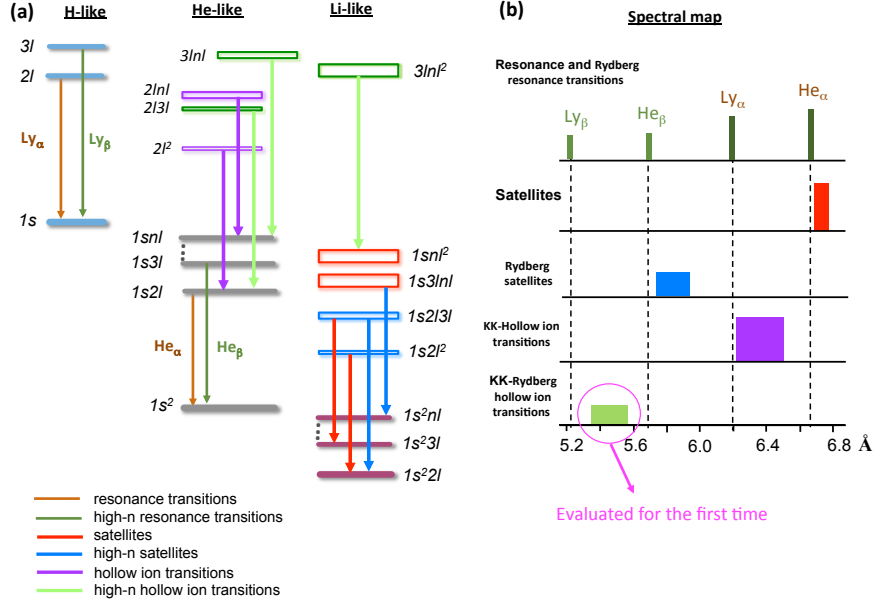 (a)
H-like
He-like
Li-like
3l
2l
Lyα
Lyβ
1s
3lnl
2lnl
2l3l
2l²
1snl
1s3l
1s2l
Heα
Heβ
1s²
3lnl²
1snl²
1s3lnl
1s2l3l
1s2l²
1s²nl
1s²3l
1s²2l
resonance transitions
high-n resonance transitions
satellites
high-n satellites
hollow ion transitions
high-n hollow ion transitions
(b)
Spectral map
Resonance and Rydberg
resonance transitions
Lyβ
Heβ
Lyα
Heα
Satellites
Rydberg
satellites
KK-Hollow ion
transitions
KK-Rydberg
hollow ion
transitions
5.2 5.6 6.0 6.4 6.8 Å
Evaluated for the first time